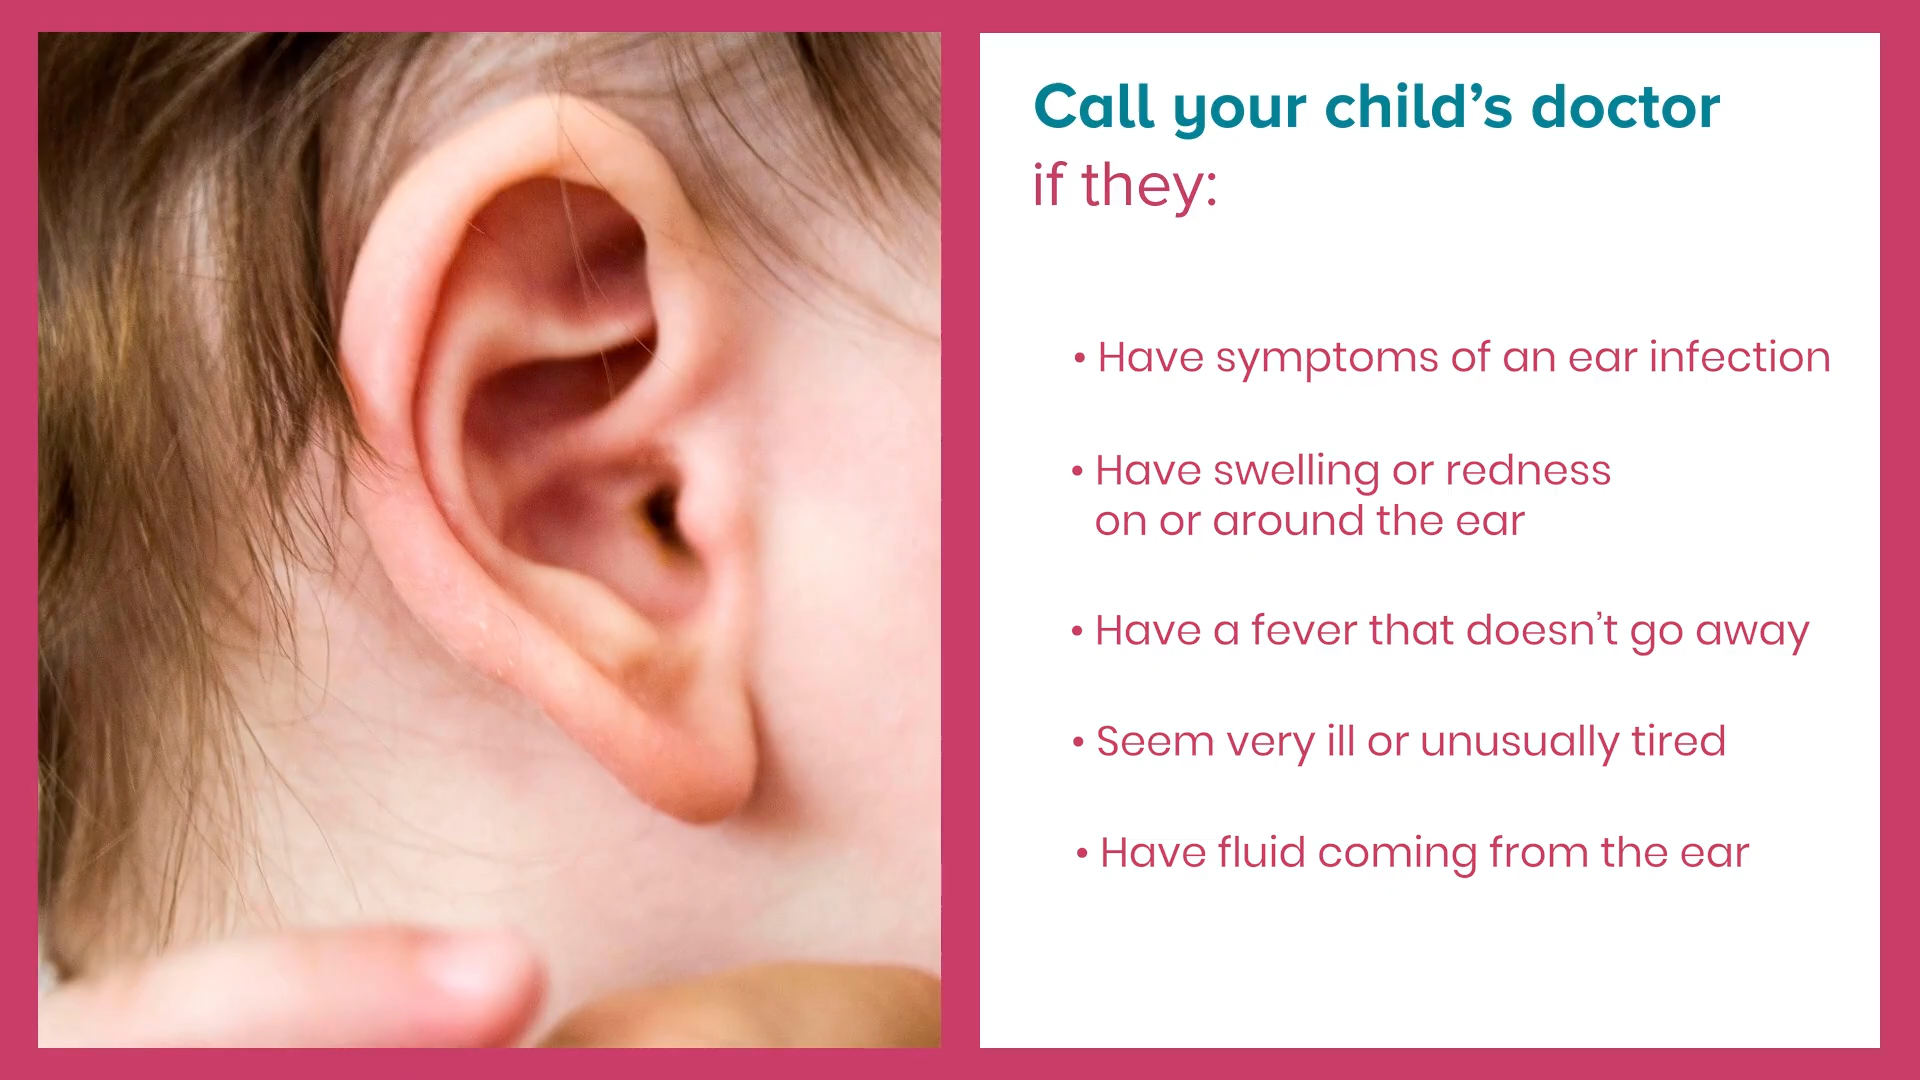 Call your child’s doctor
if they:
• Have symptoms of an ear infection
• Have swelling or redness
on or around the ear
• Have a fever that doesn’t go away
• Seem very ill or unusually tired
• Have fluid coming from the ear